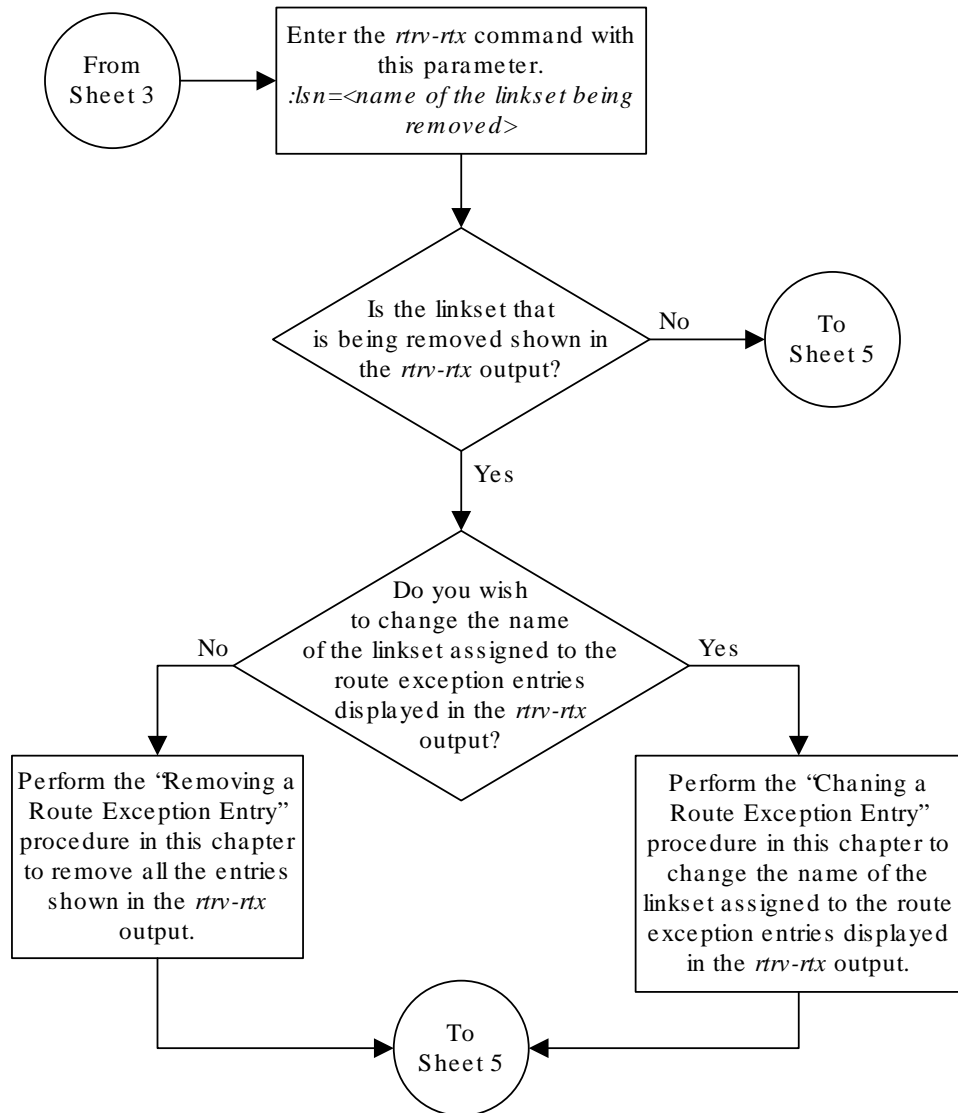 From
Sheet 3
Enter the rtrv-rtx command with
this parameter.
:lsn=<name of the linkset being
removed>
Is the linkset that
is being removed shown in
the rtrv-rtx output?
No
To
Sheet 5
Yes
Do you wish
to change the name
of the linkset assigned to the
route exception entries
displayed in the rtrv-rtx
output?
No
Yes
Perform the “Removing a
Route Exception Entry”
procedure in this chapter
to remove all the entries
shown in the rtrv-rtx
output.
Perform the “Chaning a
Route Exception Entry”
procedure in this chapter to
change the name of the
linkset assigned to the route
exception entries displayed
in the rtrv-rtx output.
To
Sheet 5